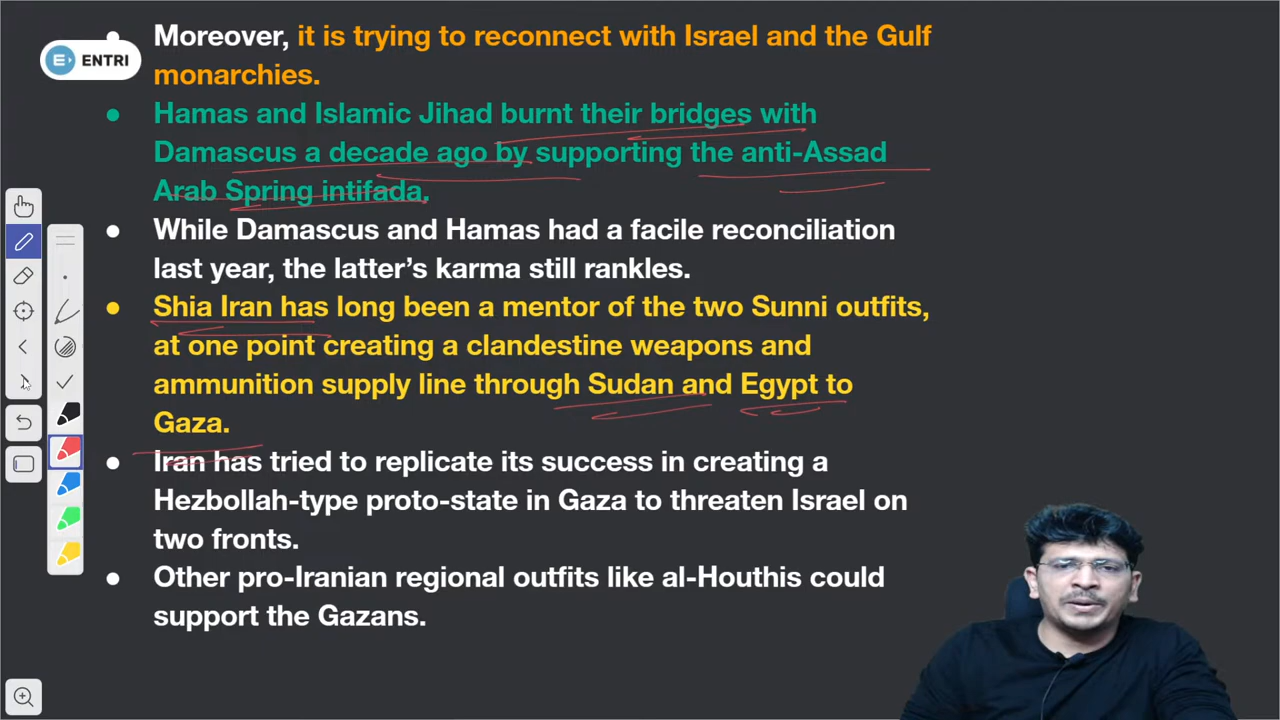 Moreover, it is trying to reconnect with Israel and the Gulf
ENTRI
monarchies.
Hamas and Islamic Jihad burnt their bridges with
Damascus a decade ago by supporting the anti-Assad
Arab Spring intifada.
While Damascus and Hamas had a facile reconciliation
last year, the latter’s karma still rankles.
Shia Iran has long been a mentor of the two Sunni outfits,
at one point creating a clandestine weapons and
ammunition supply line through Sudan and Egypt to
Gaza.
Iran has tried to replicate its success in creating a
Hezbollah-type proto-state in Gaza to threaten Israel on
two fronts.
Other pro-Iranian regional outfits like al-Houthis could
support the Gazans.